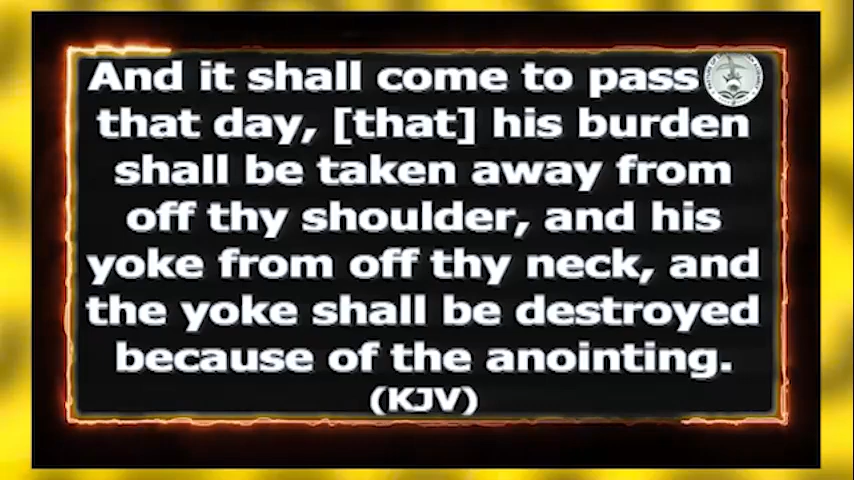 And it shall come to pass
that day, [that] his burden
shall be taken away from
off thy shoulder, and his
yoke from off thy neck, and
the yoke shall be destroyed
because of the anointing.
(KJV)